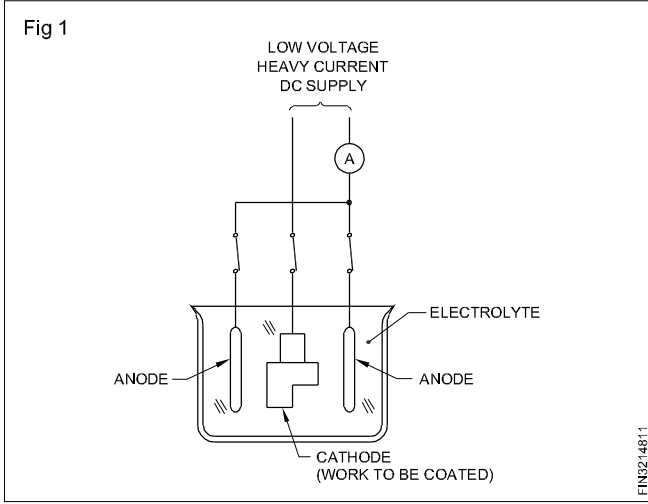 Fig 1
LOW VOLTAGE
HEAVY CURRENT
DC SUPPLY
A
ELECTROLYTE
ANODE
ANODE
CATHODE
(WORK TO BE COATED)
FIN3214811